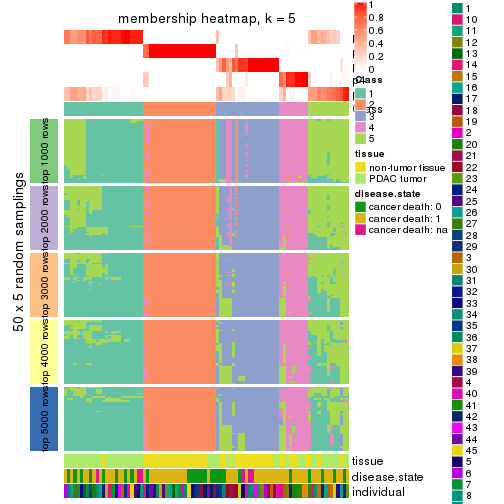 membership heatmap, k = 5
1
0.8
0.6
0.4
0.2
0
class
Class
1
2
3
4
5
tissue
non-tumor tissue
PDAC tumor
disease.state
cancer death: 0
cancer death: 1
cancer death: na
50 x 5 random samplings
top 1000 rows
top 2000 rows
top 3000 rows
top 4000 rows
top 5000 rows
tissue
disease.state
individual
1
10
11
12
13
14
15
16
17
18
19
2
20
21
22
23
24
25
26
27
28
29
3
30
31
32
33
34
35
36
37
38
39
4
40
41
42
43
44
45
5
6
7
8